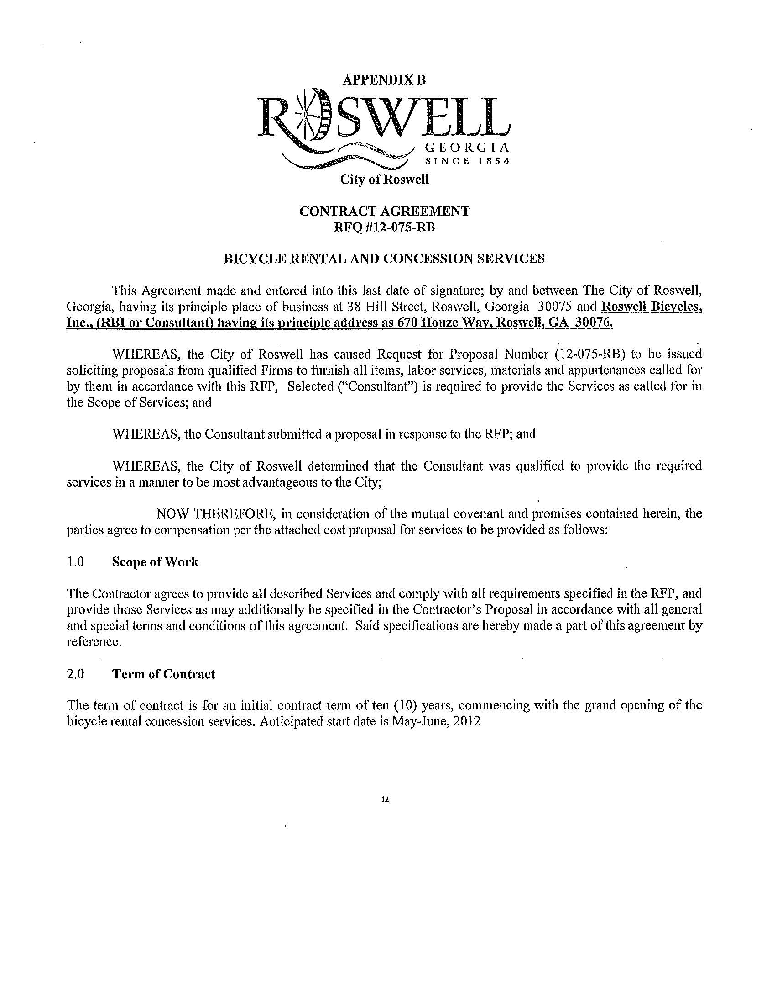 APPENDIX B
ROSWELL
GEORGIA
SINCE 1854
City of Roswell
CONTRACT AGREEMENT
RFQ #12-075-RB
BICYCLE RENTAL AND CONCESSION SERVICES
This Agreement made and entered into this last date of signature; by and between The City of Roswell,
Georgia, having its principle place of business at 38 Hill Street, Roswell, Georgia 30075 and Roswell Bicycles,
Inc., (RBI or Consultant) having its principle address as 670 Houze Way, Roswell, GA 30076.
WHEREAS, the City of Roswell has caused Request for Proposal Number (12-075-RB) to be issued
soliciting proposals from qualified Firms to furnish all items, labor services, materials and appurtenances called for
by them in accordance with this RFP, Selected (“Consultant”) is required to provide the Services as called for in
the Scope of Services; and
WHEREAS, the Consultant submitted a proposal in response to the RFP; and
WHEREAS, the City of Roswell determined that the Consultant was qualified to provide the required
services in a manner to be most advantageous to the City;
NOW THEREFORE, in consideration of the mutual covenant and promises contained herein, the
parties agree to compensation per the attached cost proposal for services to be provided as follows:
1.0 Scope of Work
The Contractor agrees to provide all described Services and comply with all requirements specified in the RFP, and
provide those Services as may additionally be specified in the Contractor’s Proposal in accordance with all general
and special terms and conditions of this agreement. Said specifications are hereby made a part of this agreement by
reference.
2.0 Term of Contract
The term of contract is for an initial contract term of ten (10) years, commencing with the grand opening of the
bicycle rental concession services. Anticipated start date is May-June, 2012
12